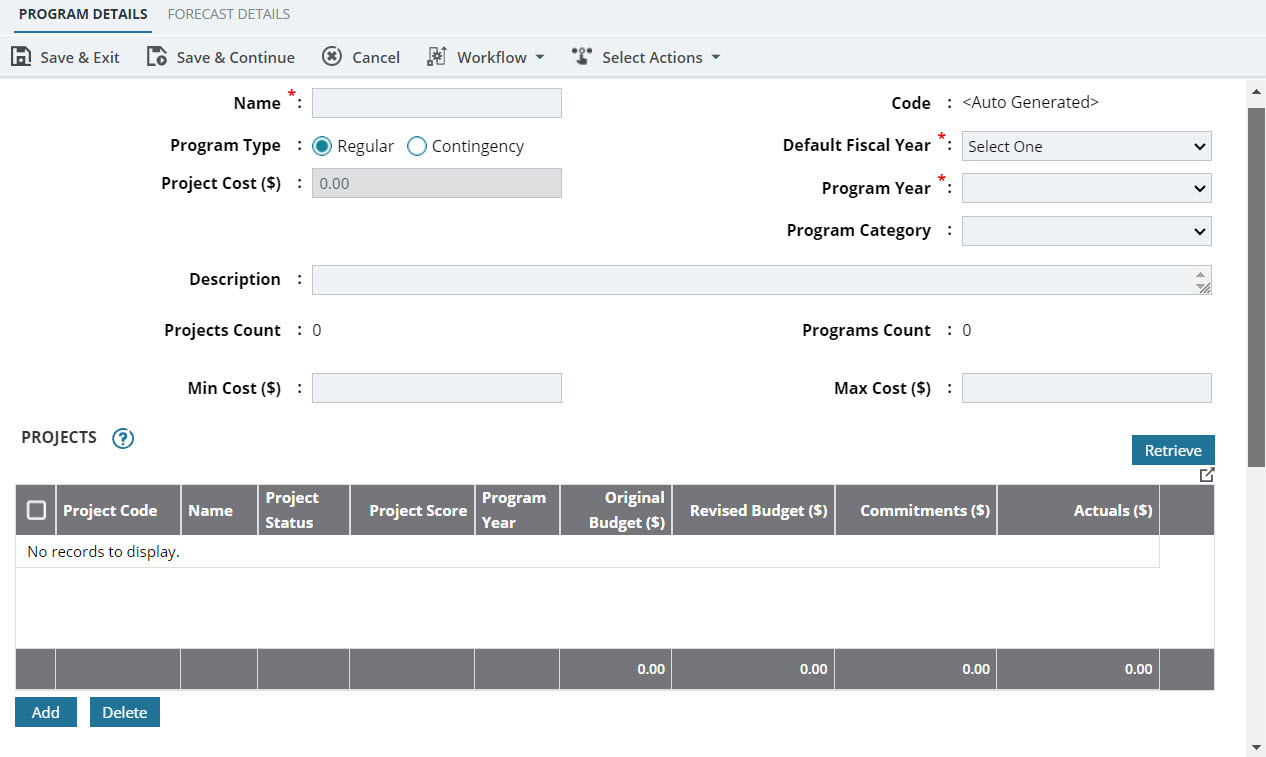 PROGRAM DETAILS FORECAST DETAILS
Save & Exit Save & Continue Cancel Workflow Select Actions
Name * : Code : <Auto Generated>
Program Type : Regular Contingency Default Fiscal Year * : Select One
Project Cost ($) : 0.00 Program Year * :
Program Category :
Description :
Projects Count : 0 Programs Count : 0
Min Cost ($) : Max Cost ($) :
PROJECTS ?
Retrieve
Project Code Name Project Status Project Score Program Year Original Budget ($) Revised Budget ($) Commitments ($) Actuals ($)
No records to display.
0.00 0.00 0.00 0.00
Add Delete